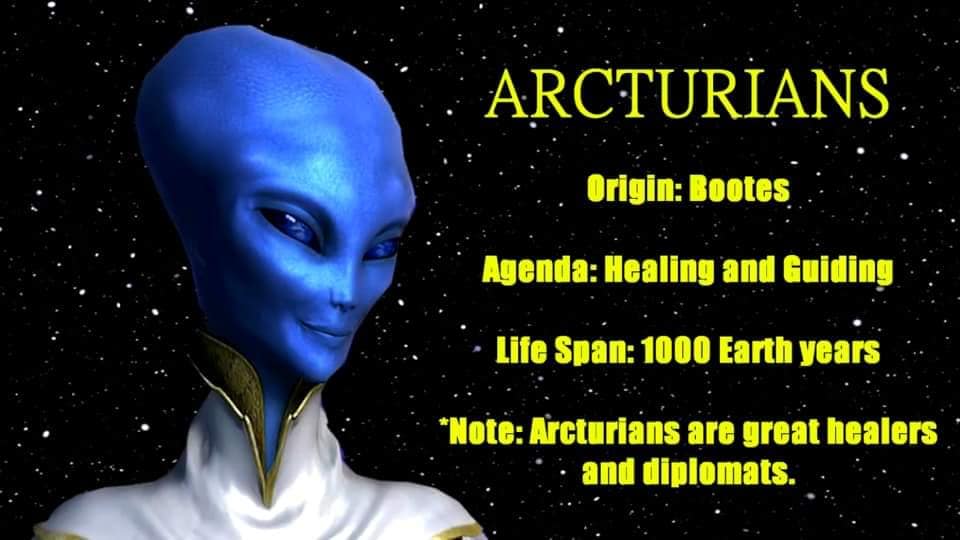 ARCTURIANS
Origin: Bootes
Agenda: Healing and Guiding
Life Span: 1000 Earth years
*Note: Arcturians are great healers
and diplomats.